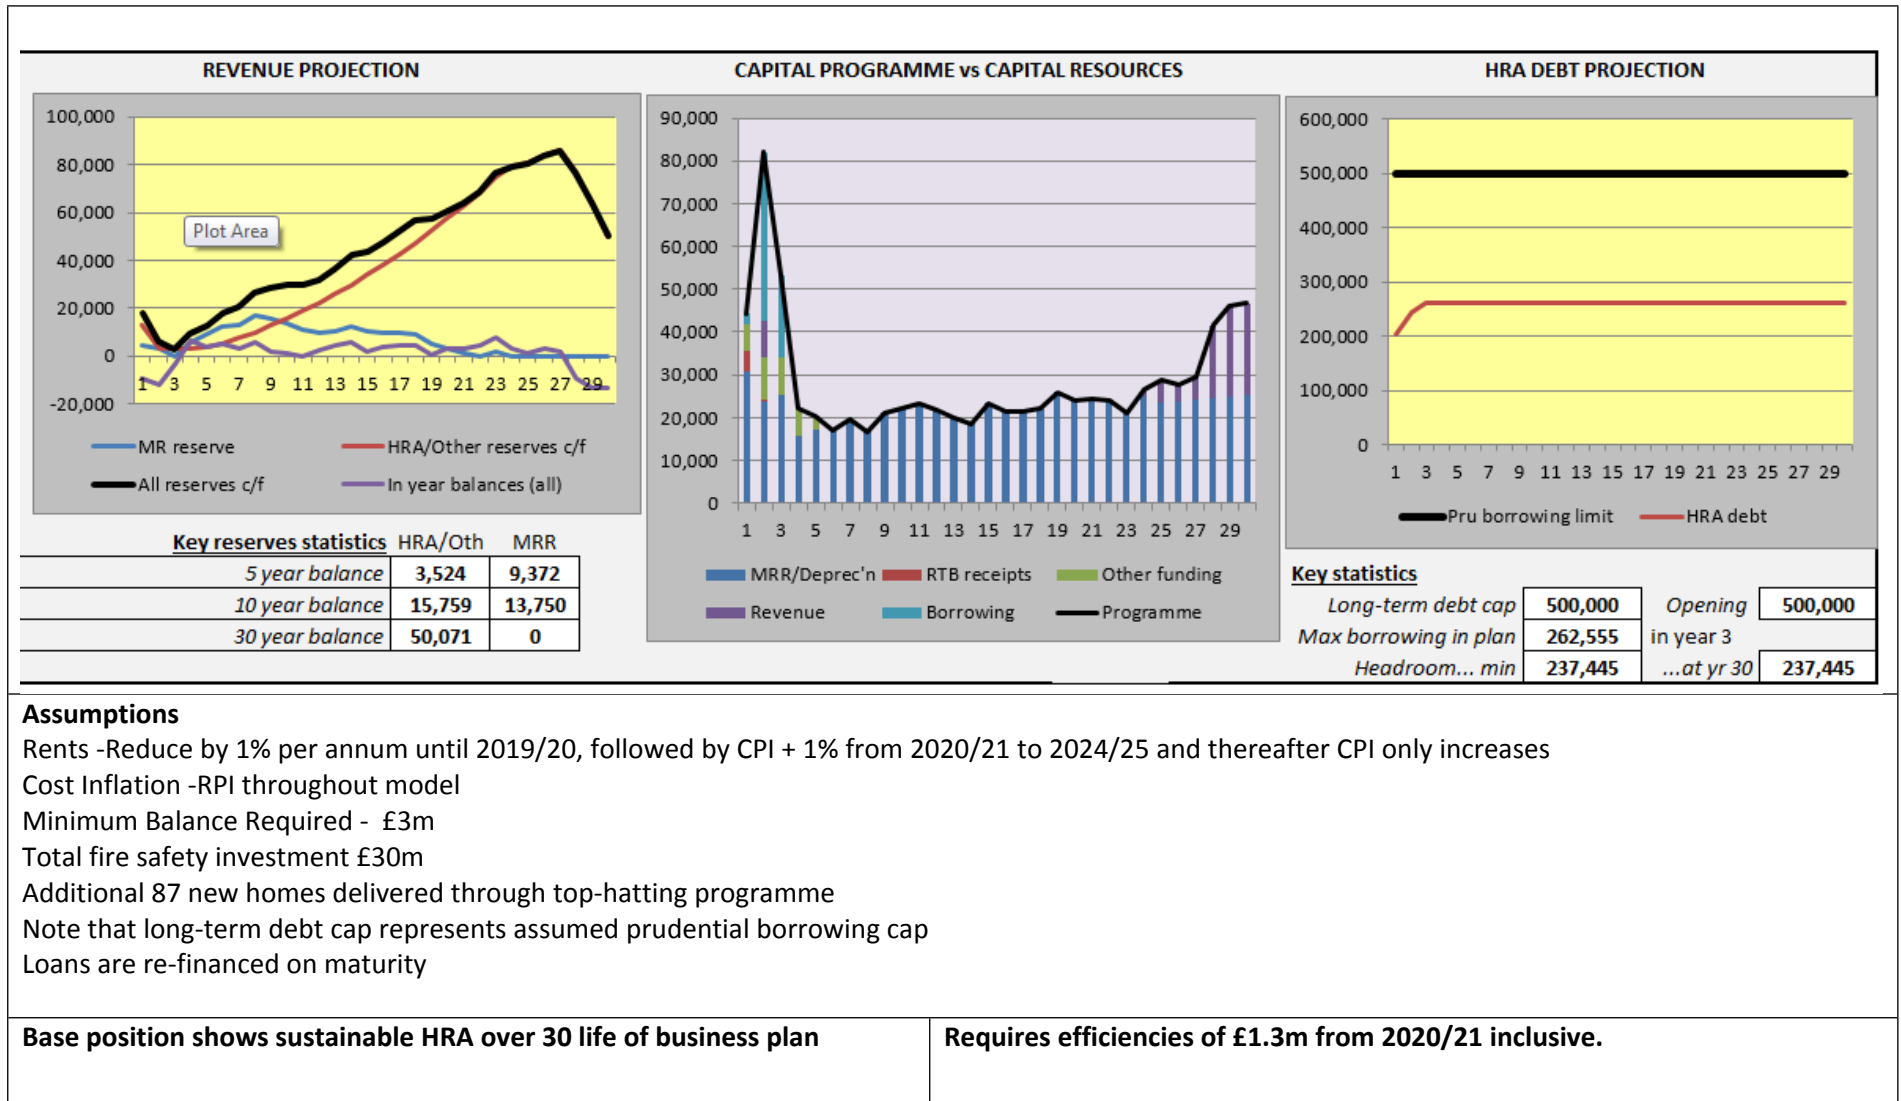 REVENUE PROJECTION
100,000
80,000
60,000
40,000
20,000
0
-20,000
Plot Area
1 3 5 7 9 11 13 15 17 19 21 23 25 27 29
MR reserve HRA/Other reserves c/f
All reserves c/f In year balances (all)
Key reserves statistics HRA/Oth MRR
5 year balance 3,524 9,372
10 year balance 15,759 13,750
30 year balance 50,071 0
CAPITAL PROGRAMME vs CAPITAL RESOURCES
90,000
80,000
70,000
60,000
50,000
40,000
30,000
20,000
10,000
0
1 3 5 7 9 11 13 15 17 19 21 23 25 27 29
MRR/Deprec'n RTB receipts Other funding
Revenue Borrowing Programme
HRA DEBT PROJECTION
600,000
500,000
400,000
300,000
200,000
100,000
0
1 3 5 7 9 11 13 15 17 19 21 23 25 27 29
Pru borrowing limit HRA debt
Key statistics
Long-term debt cap 500,000 Opening 500,000
Max borrowing in plan 262,555 in year 3
Headroom... min 237,445 ...at yr 30 237,445
Assumptions
Rents -Reduce by 1% per annum until 2019/20, followed by CPI + 1% from 2020/21 to 2024/25 and thereafter CPI only increases
Cost Inflation -RPI throughout model
Minimum Balance Required - £3m
Total fire safety investment £30m
Additional 87 new homes delivered through top-hatting programme
Note that long-term debt cap represents assumed prudential borrowing cap
Loans are re-financed on maturity
Base position shows sustainable HRA over 30 life of business plan
Requires efficiencies of £1.3m from 2020/21 inclusive.